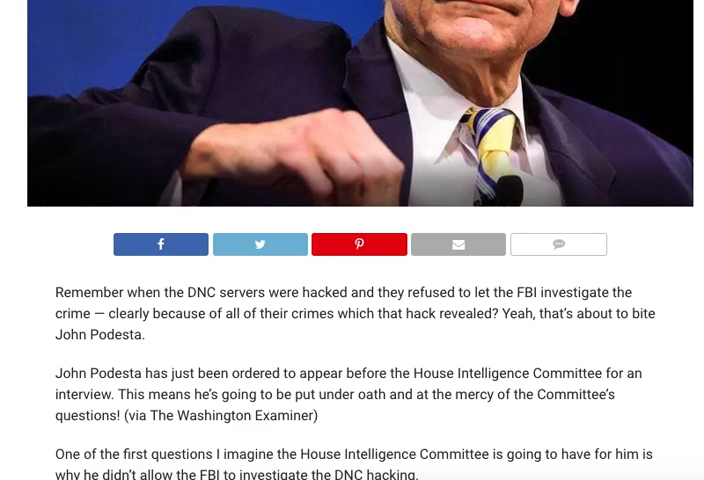 Remember when the DNC servers were hacked and they refused to let the FBI investigate the
crime — clearly because of all of their crimes which that hack revealed? Yeah, that's about to bite
John Podesta.
John Podesta has just been ordered to appear before the House Intelligence Committee for an
interview. This means he's going to be put under oath and at the mercy of the Committee's
questions! (via The Washington Examiner)
One of the first questions I imagine the House Intelligence Committee is going to have for him is
why he didn't allow the FBI to investigate the DNC hacking.